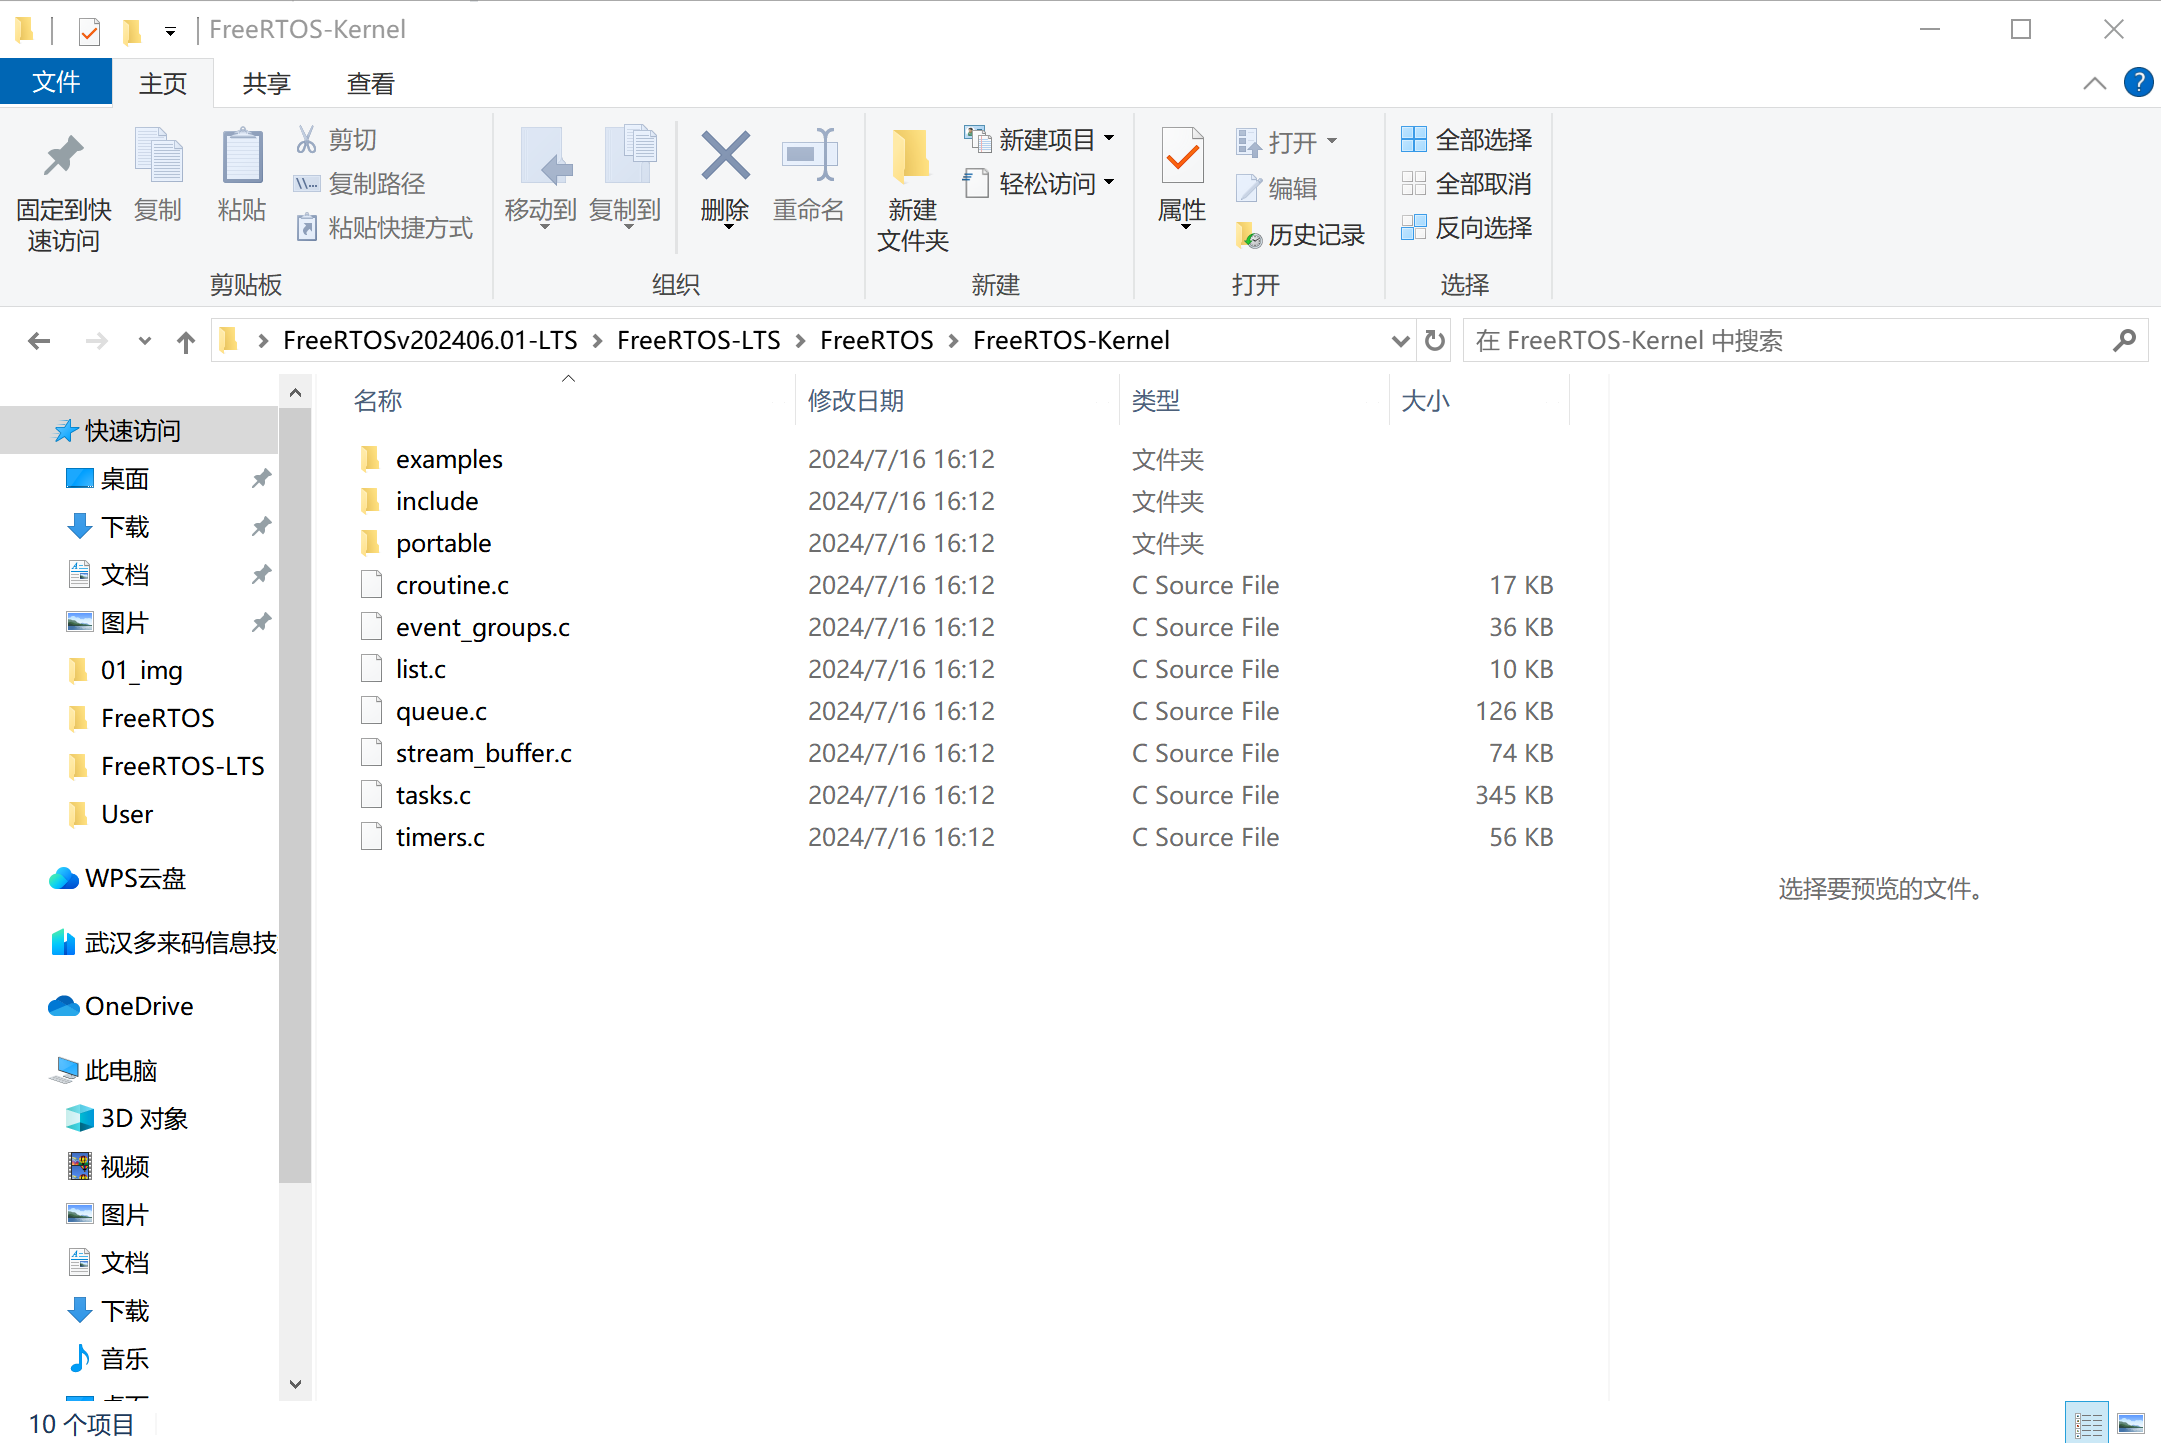 FreeRTOS-Kernel
文件 主页 共享 查看
固定到快速访问
复制
粘贴
剪切
复制路径
粘贴快捷方式
剪贴板
移动到
复制到
删除
重命名
组织
新建文件夹
新建项目
轻松访问
新建
属性
打开
编辑
历史记录
打开
全部选择
全部取消
反向选择
选择
FreeRTOSv202406.01-LTS > FreeRTOS-LTS > FreeRTOS > FreeRTOS-Kernel
在 FreeRTOS-Kernel 中搜索
快速访问
桌面
下载
文档
图片
01_img
FreeRTOS
FreeRTOS-LTS
User
WPS云盘
武汉多来码信息技
OneDrive
此电脑
3D 对象
视频
图片
文档
下载
音乐
名称 修改日期 类型 大小
examples 2024/7/16 16:12 文件夹
include 2024/7/16 16:12 文件夹
portable 2024/7/16 16:12 文件夹
croutine.c 2024/7/16 16:12 C Source File 17 KB
event_groups.c 2024/7/16 16:12 C Source File 36 KB
list.c 2024/7/16 16:12 C Source File 10 KB
queue.c 2024/7/16 16:12 C Source File 126 KB
stream_buffer.c 2024/7/16 16:12 C Source File 74 KB
tasks.c 2024/7/16 16:12 C Source File 345 KB
timers.c 2024/7/16 16:12 C Source File 56 KB
选择要预览的文件。
10 个项目